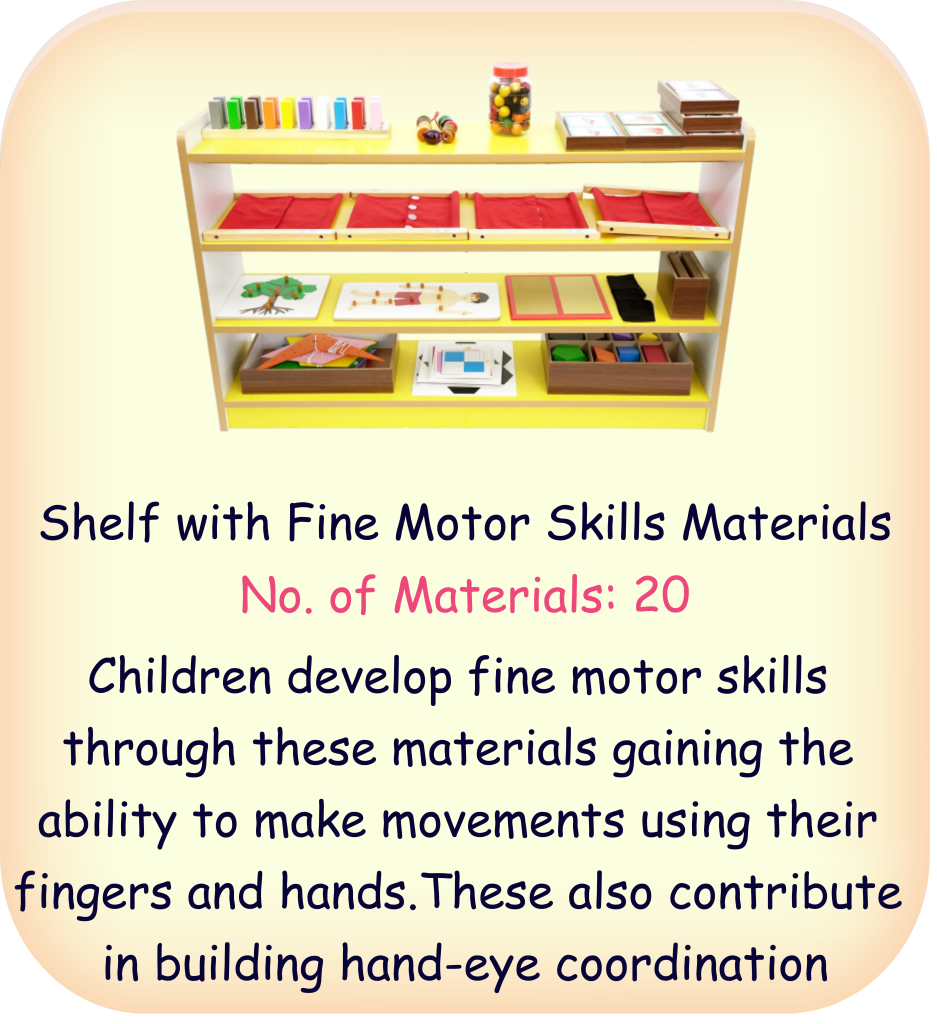 Shelf with Fine Motor Skills Materials
No. of Materials: 20
Children develop fine motor skills
through these materials gaining the
ability to make movements using their
fingers and hands.These also contribute
in building hand-eye coordination